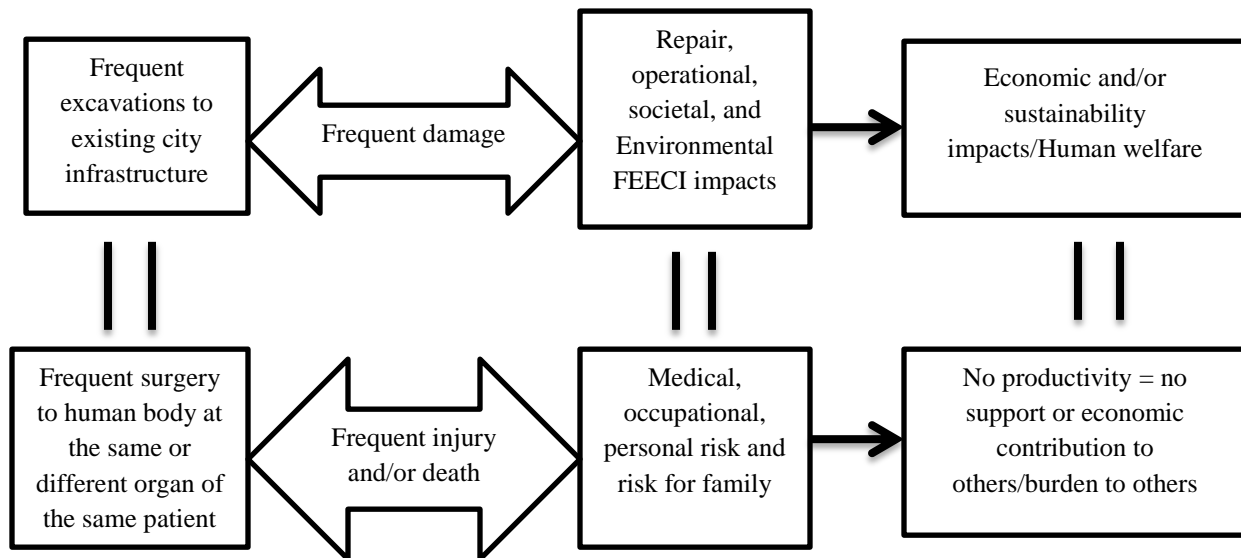 Frequent
excavations to
existing city
infrastructure
Frequent damage
Repair,
operational,
societal, and
Environmental
FEECI impacts
Economic and/or
sustainability
impacts/Human welfare
Frequent surgery
to human body at
the same or
different organ of
the same patient
Frequent injury
and/or death
Medical,
occupational,
personal risk and
risk for family
No productivity = no
support or economic
contribution to
others/burden to others